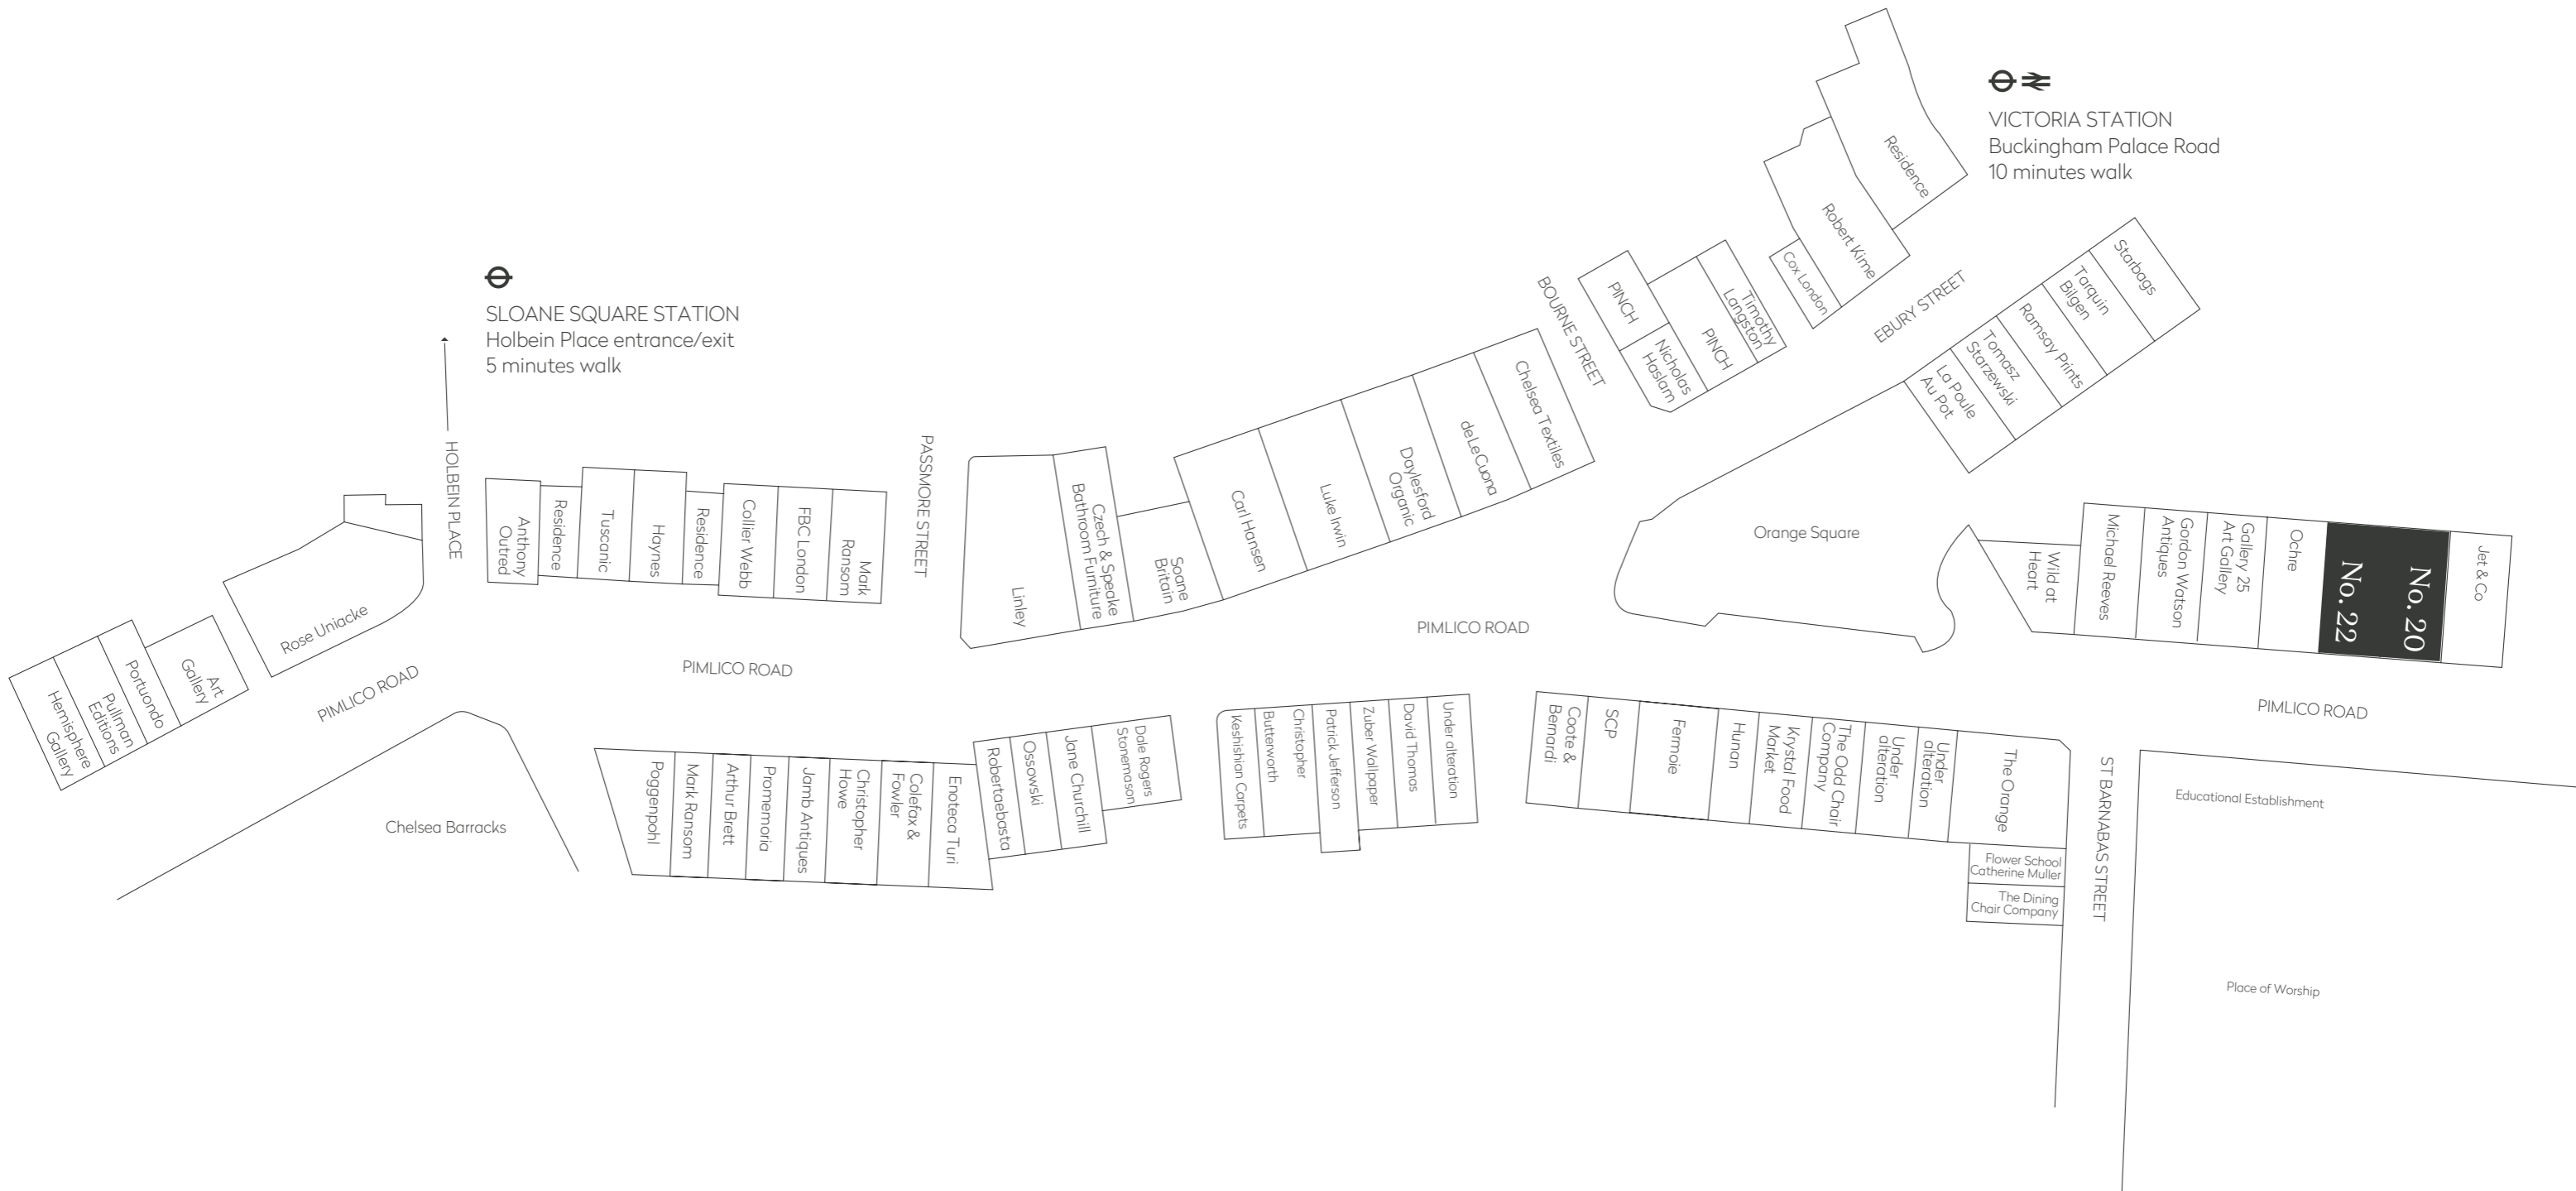 VICTORIA STATION
Buckingham Palace Road
10 minutes walk
SLOANE SQUARE STATION
Holbein Place entrance/exit
5 minutes walk
HOLBEIN PLACE
PASSMORE STREET
BOURNE STREET
EBURY STREET
PIMLICO ROAD
PIMLICO ROAD
PIMLICO ROAD
PIMLICO ROAD
ST BARNABAS STREET
Hemisphere
Gallery
Pullman
Editions
Portuondo
Art
Gallery
Rose Uniacke
Anthony
Outred
Residence
Tuscanic
Haynes
Residence
Collier Webb
FBC London
Mark
Ransom
Linley
Czech & Speake
Bathroom Furniture
Soane
Britain
Carl Hansen
Luke Irwin
Daylesford
Organic
deLeCuona
Chelsea Textiles
PINCH
Nicholas
Haslam
PINCH
Timothy
Langston
Cox London
Robert Kime
Residence
La Poule
Au Pot
Tomasz
Starzewski
Ramsay Prints
Tarquin
Bilgen
Starbags
Orange Square
Wild at
Heart
Michael Reeves
Gordon Watson
Antiques
Gallery 25
Art Gallery
Ochre
No. 22
No. 20
Jet & Co
Chelsea Barracks
Poggenpohl
Mark Ransom
Arthur Brett
Promemoria
Jamb Antiques
Christopher
Howe
Colefax &
Fowler
Enoteca Turi
Robertaebasta
Ossowski
Jane Churchill
Dale Rogers
Stonemason
Keshishian Carpets
Butterworth
Christopher
Patrick Jefferson
Zuber Wallpaper
David Thomas
Under alteration
Coote &
Bernardi
SCP
Fermoie
Hunan
Krystal Food
Market
The Odd Chair
Company
Under
alteration
Under
alteration
The Orange
Flower School
Catherine Muller
The Dining
Chair Company
Educational Establishment
Place of Worship